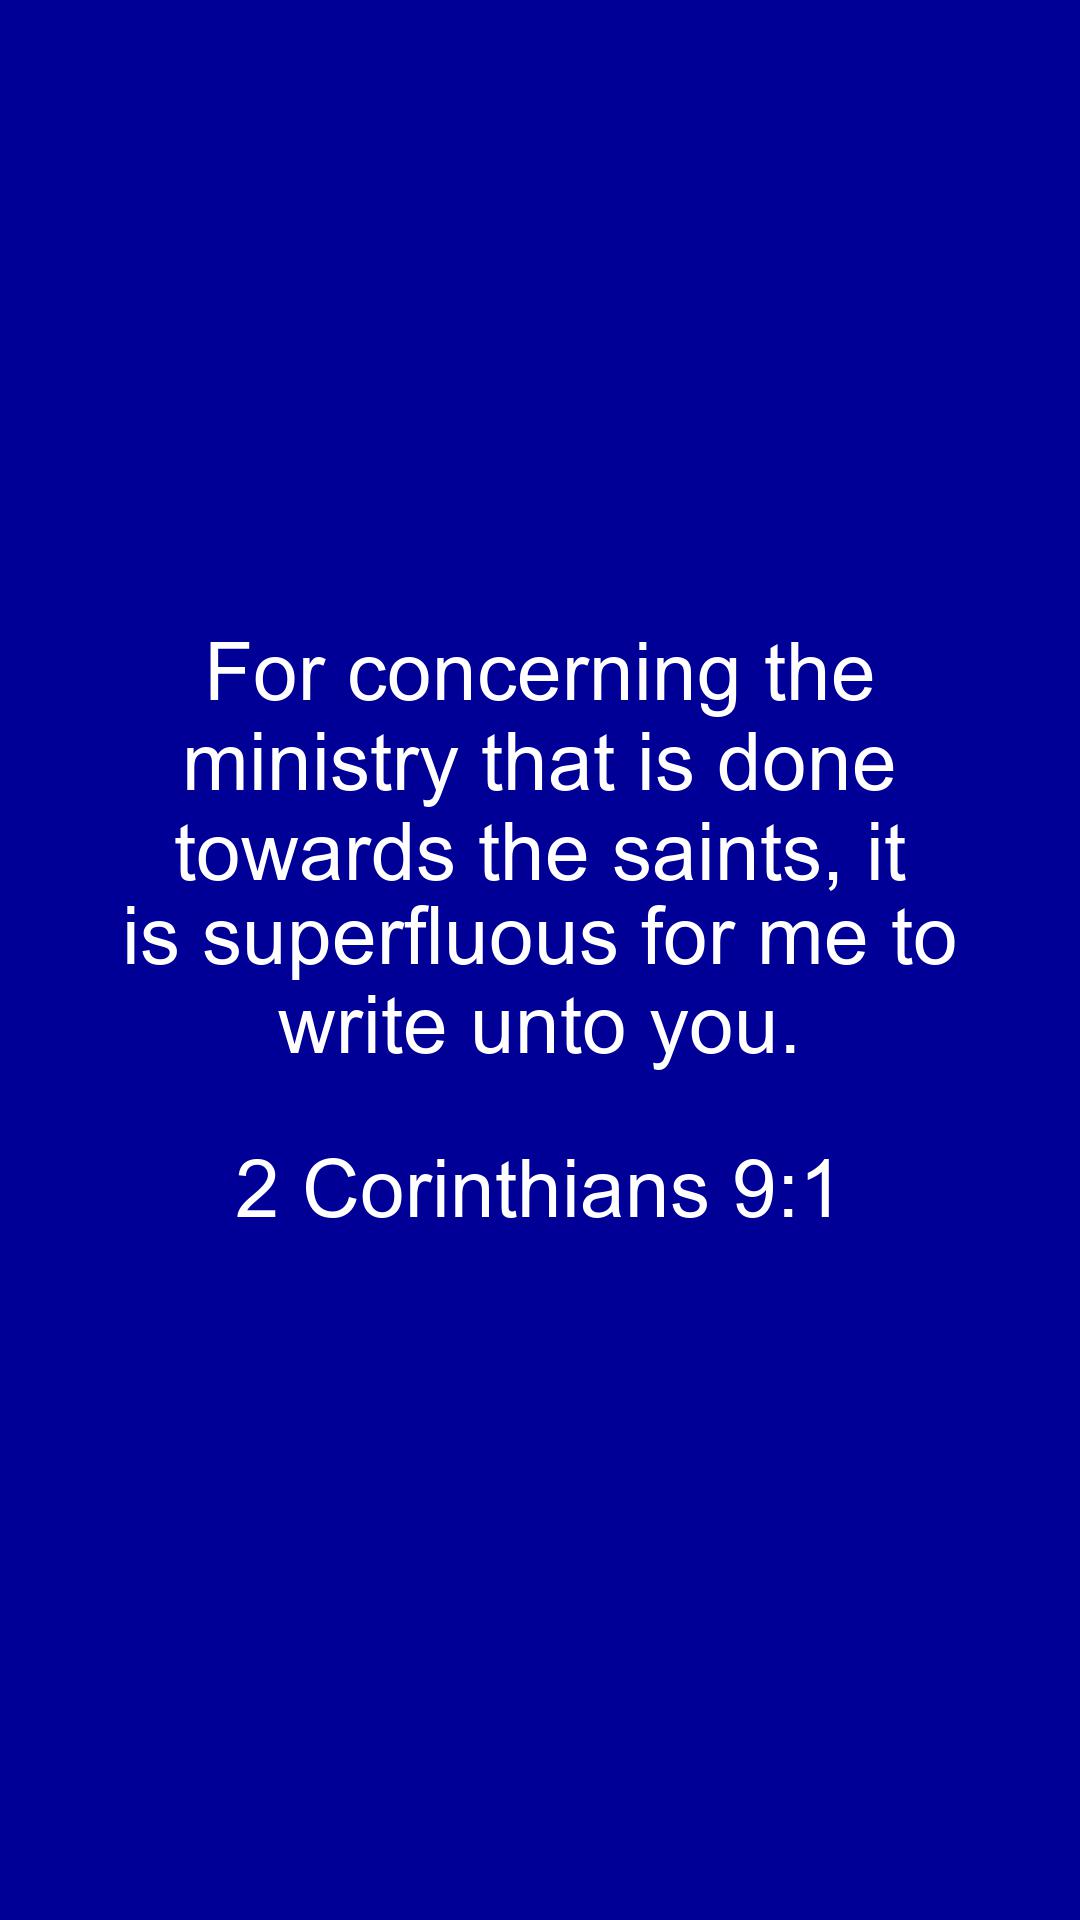 For concerning the
ministry that is done
towards the saints, it
is superfluous for me to
write unto you.
2 Corinthians 9:1